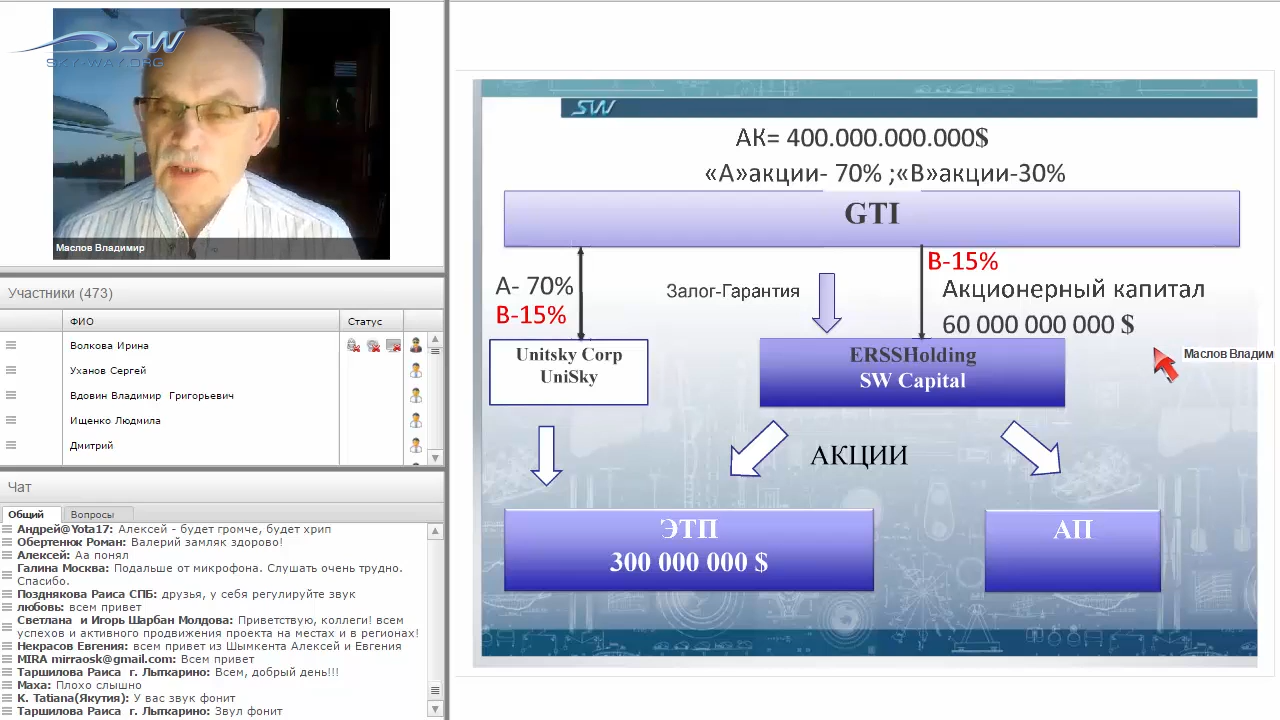 SW
SKY-WAY.ORG
Маслов Владимир
Участники (473)
ФИО
Статус
Волкова Ирина
Уханов Сергей
Вдовин Владимир Григорьевич
Ищенко Людмила
Дмитрий
Чат
Общий
Вопросы
Андрей@Yota17: Алексей - будет громче, будет хрип
Обертенюк Роман: Валерий замляк здорово!
Алексей: Аа понял
Галина Москва: Подальше от микрофона. Слушать очень трудно.
Спасибо.
Позднякова Раиса СПБ: друзья, у себя регулируйте звук
любовь: всем привет
Светлана и Игорь Шарбан Молдова: Приветствую, коллеги! всем
успехов и активного продвижения проекта на местах и в регионах!
Некрасов Евгения: всем привет из Шымкента Алексей и Евгения
MIRA mirraosk@gmail.com: Всем привет
Таршилова Раиса г. Лыткарино: Всем, добрый день!!!
Маха: Плохо слышно
K. Tatiana(Якутия): У вас звук фонит
Таршилова Раиса г. Лыткарино: Звул фонит
SW
АК= 400.000.000.000$
«А»акции- 70% ;«В»акции-30%
GTI
А- 70%
В-15%
Залог-Гарантия
В-15%
Акционерный капитал
60 000 000 000 $
Маслов Владим
Unitsky Corp
UniSky
ERSSHolding
SW Capital
АКЦИИ
ЭТП
300 000 000 $
АП